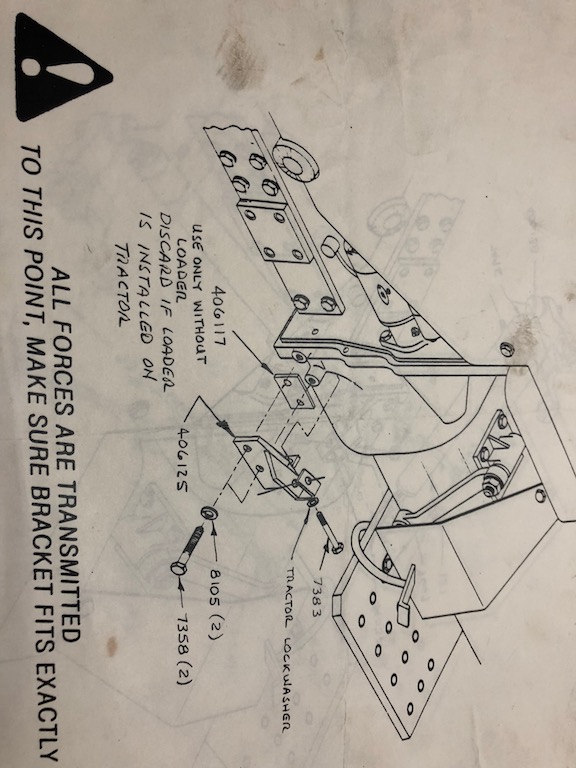 406117
USE ONLY WITHOUT
LOADER
DISCARD IF LOADER
IS INSTALLED ON
TRACTOR
406125
8105 (2)
7358 (2)
7383
TRACTOR LOCKWASHER
ALL FORCES ARE TRANSMITTED
TO THIS POINT, MAKE SURE BRACKET FITS EXACTLY